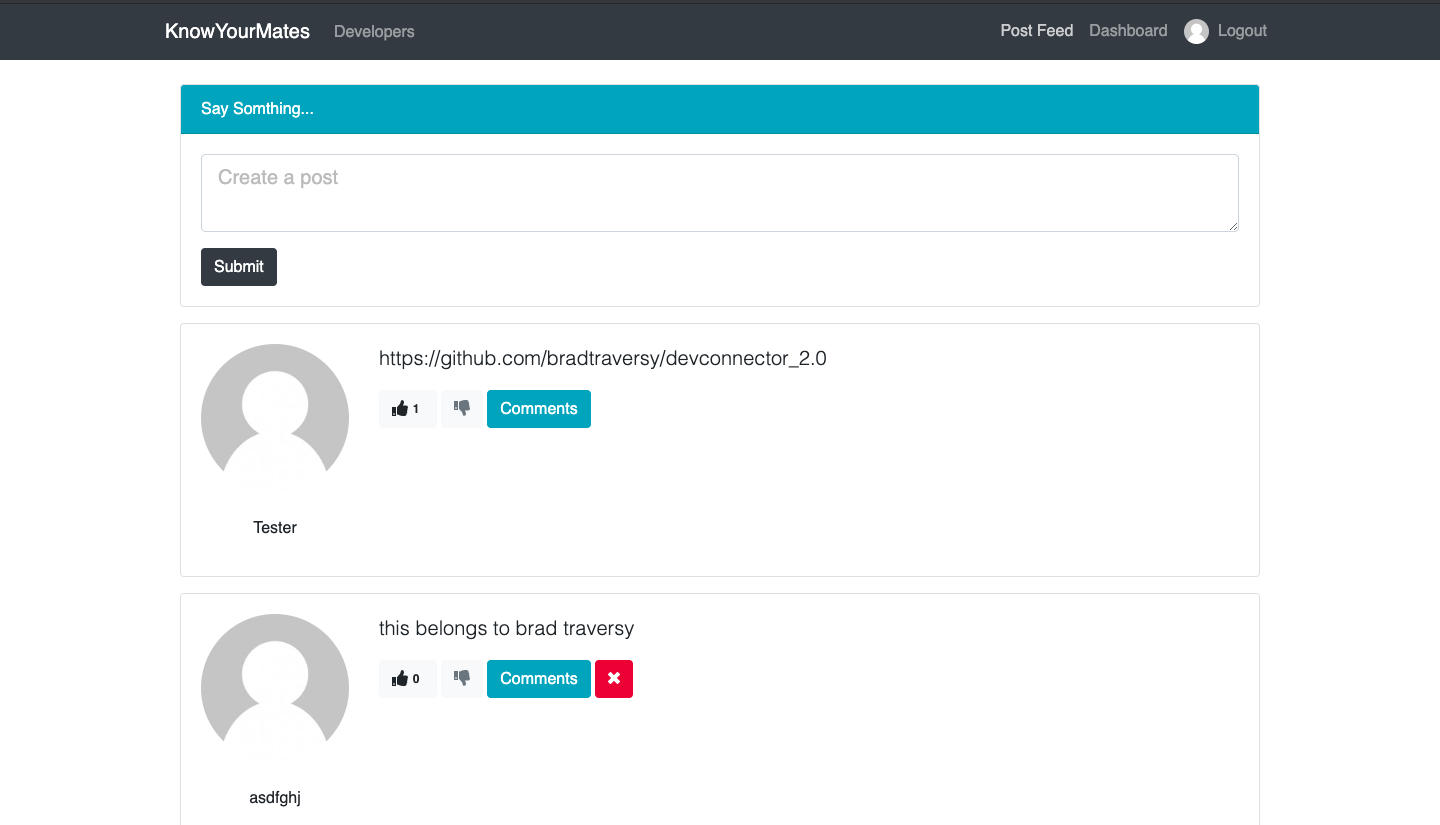 KnowYourMates Developers Post Feed Dashboard Logout
Say Somthing...
Create a post
Submit
https://github.com/bradtraversy/devconnector_2.0
1 Comments
Tester
this belongs to brad traversy
0 Comments
asdfghj